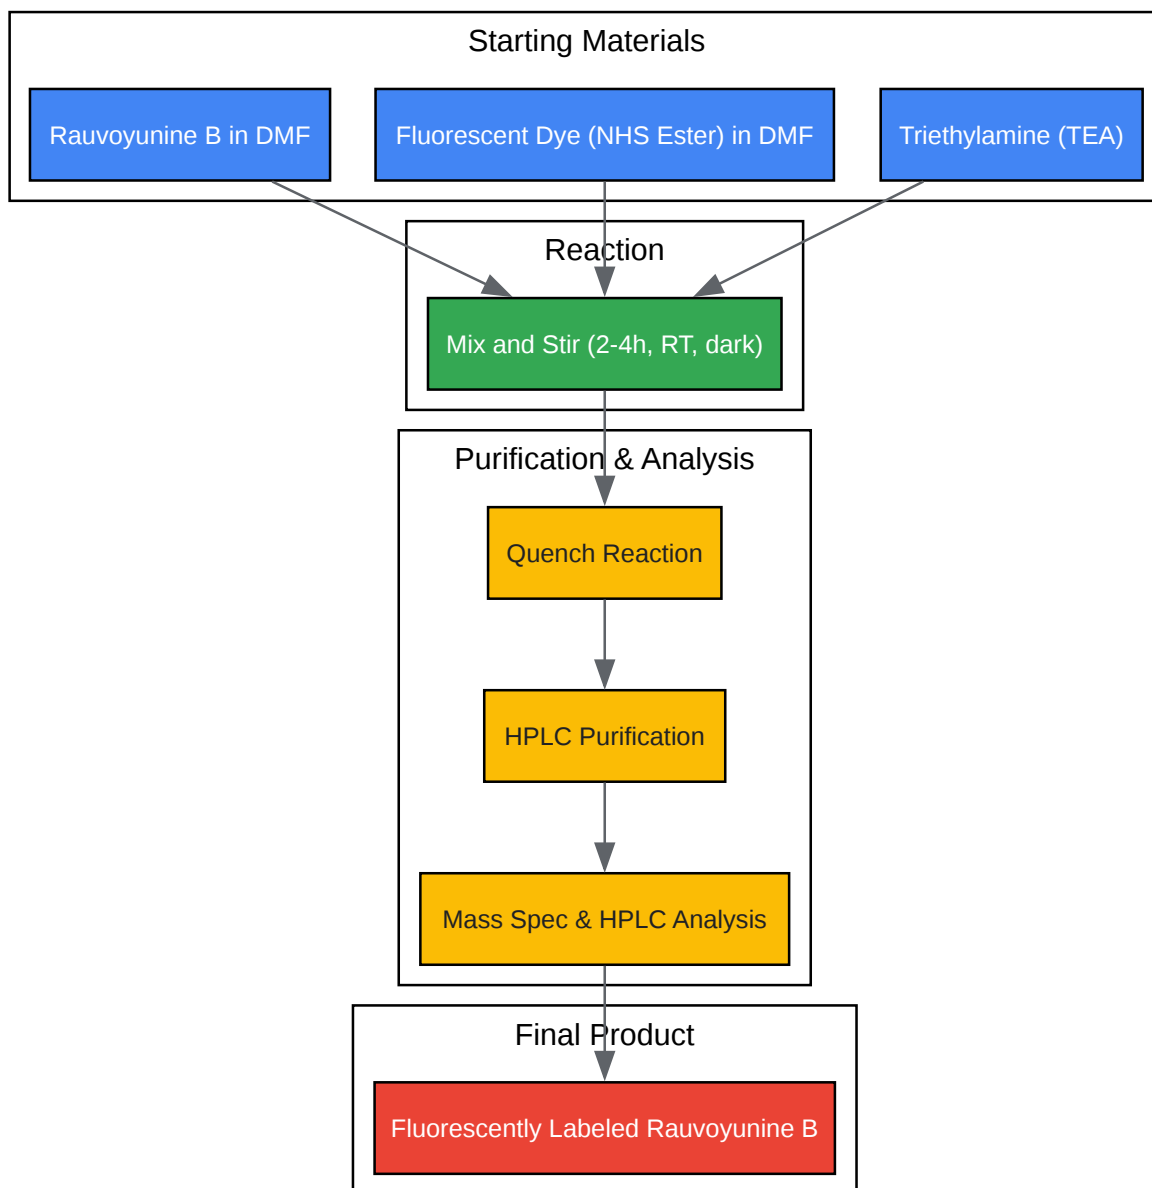 Starting Materials
Rauvoyunine B in DMF
Fluorescent Dye (NHS Ester) in DMF
Triethylamine (TEA)
Reaction
Mix and Stir (2-4h, RT, dark)
Purification & Analysis
Quench Reaction
HPLC Purification
Mass Spec & HPLC Analysis
Final Product
Fluorescently Labeled Rauvoyunine B